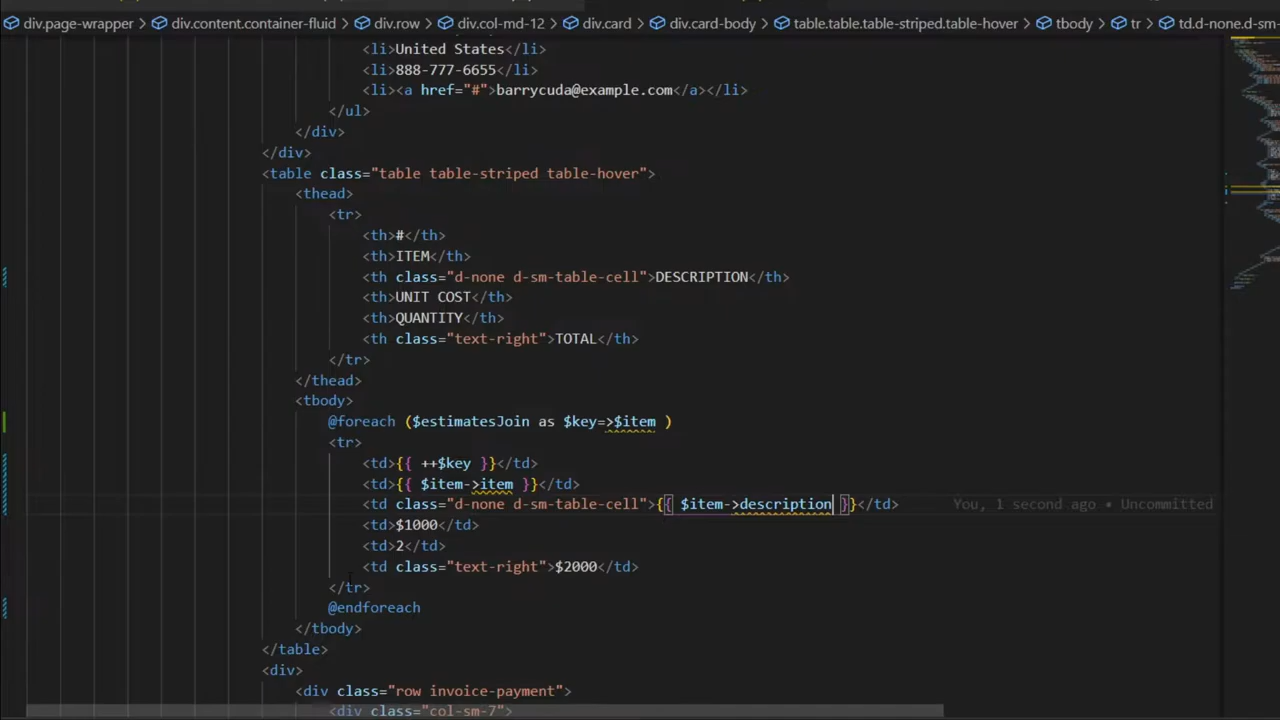 div.page-wrapper > div.content.container-fluid > div.row > div.col-md-12 > div.card > div.card-body > table.table.table-striped.table-hover > tbody > tr > td.d-none.d-sm-
<li>United States</li>
<li>888-777-6655</li>
<li><a href="#">barrycuda@example.com</a></li>
</ul>
</div>
</div>
<table class="table table-striped table-hover">
<thead>
<tr>
<th>#</th>
<th>ITEM</th>
<th class="d-none d-sm-table-cell">DESCRIPTION</th>
<th>UNIT COST</th>
<th>QUANTITY</th>
<th class="text-right">TOTAL</th>
</tr>
</thead>
<tbody>
@foreach ($estimatesJoin as $key=>$item )
<tr>
<td>{{ ++$key }}</td>
<td>{{ $item->item }}</td>
<td class="d-none d-sm-table-cell">{{ $item->description }}</td> You, 1 second ago • Uncommitted
<td>$1000</td>
<td>2</td>
<td class="text-right">$2000</td>
</tr>
@endforeach
</tbody>
</table>
<div>
<div class="row invoice-payment">
<div class="col-sm-7">